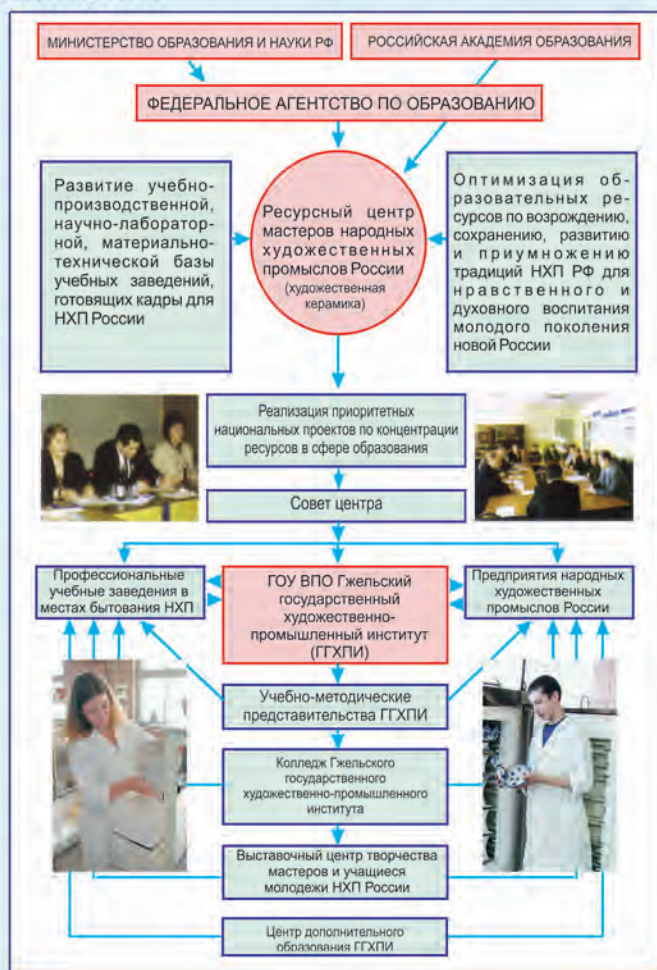 МИНИСТЕРСТВО ОБРАЗОВАНИЯ И НАУКИ РФ
РОССИЙСКАЯ АКАДЕМИЯ ОБРАЗОВАНИЯ
ФЕДЕРАЛЬНОЕ АГЕНТСТВО ПО ОБРАЗОВАНИЮ
Развитие учебно-
производственной,
научно-лаборатор-
ной, материально-
технической базы
учебных заведений,
готовящих кадры для
НХП России
Ресурсный центр
мастеров народных
художественных
промыслов России
(художественная
керамика)
Оптимизация об-
разовательных ре-
сурсов по возрождению,
сохранению, развитию
и приумножению
традиций НХП РФ для
нравственного и
духовного воспитания
молодого поколения
новой России
Реализация приоритетных
национальных проектов по концентрации
ресурсов в сфере образования
Совет центра
Профессиональные
учебные заведения в
местах бытования НХП
ГОУ ВПО Гжельский
государственный
художественно-
промышленный институт
(ГГХПИ)
Предприятия народных
художественных
промыслов России
Учебно-методические
представительства ГГХПИ
Колледж Гжельского
государственного
художественно-промышленного
института
Выставочный центр творчества
мастеров и учащиеся
молодежи НХП России
Центр дополнительного
образования ГГХПИ